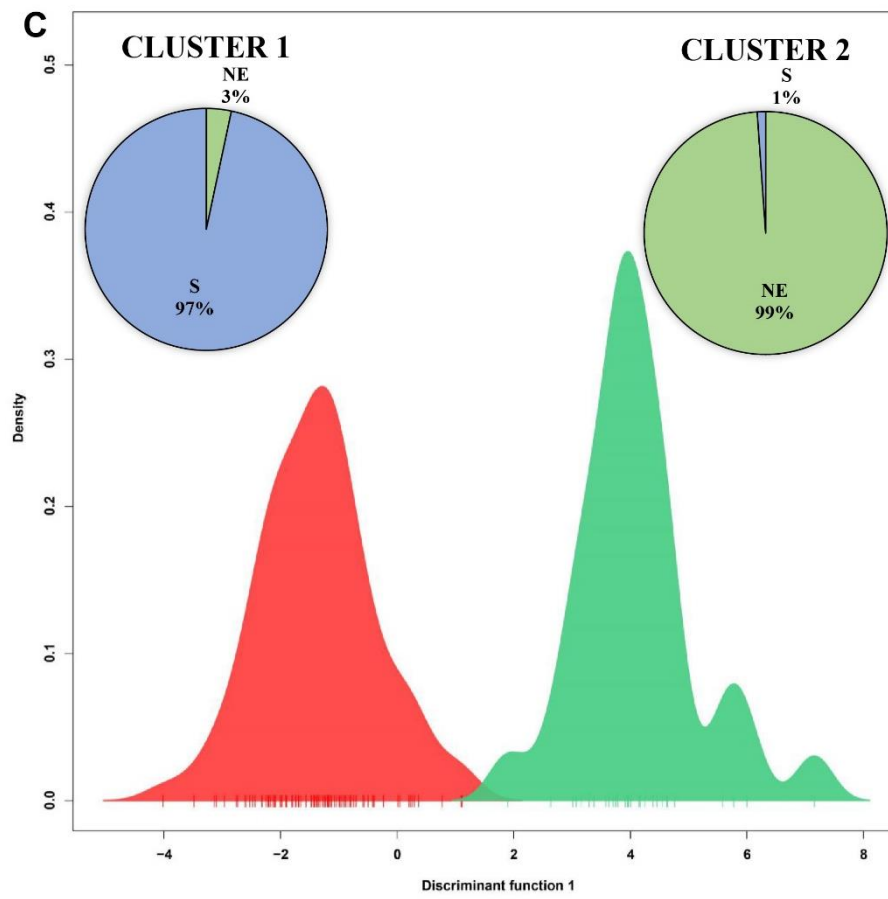 C
CLUSTER 1
NE
3%
S
97%
CLUSTER 2
S
1%
NE
99%
Density
0.5
0.4
0.3
0.2
0.1
0.0
−4 −2 0 2 4 6 8
Discriminant function 1